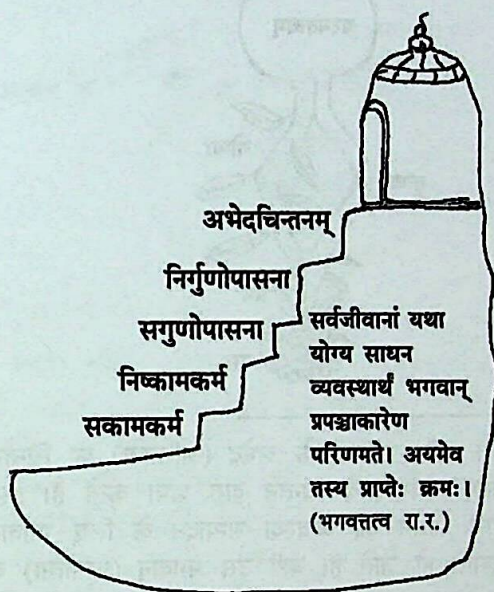 अभेदचिन्तनम्
निर्गुणोपासना
सगुणोपासना
निष्कामकर्म
सकामकर्म
सर्वजीवानां यथा
योग्य साधन
व्यवस्थार्थं भगवान्
प्रपञ्चाकारेण
परिणमते। अयमेव
तस्य प्राप्तेः क्रमः।
(भगवत्तत्व रा.र.)